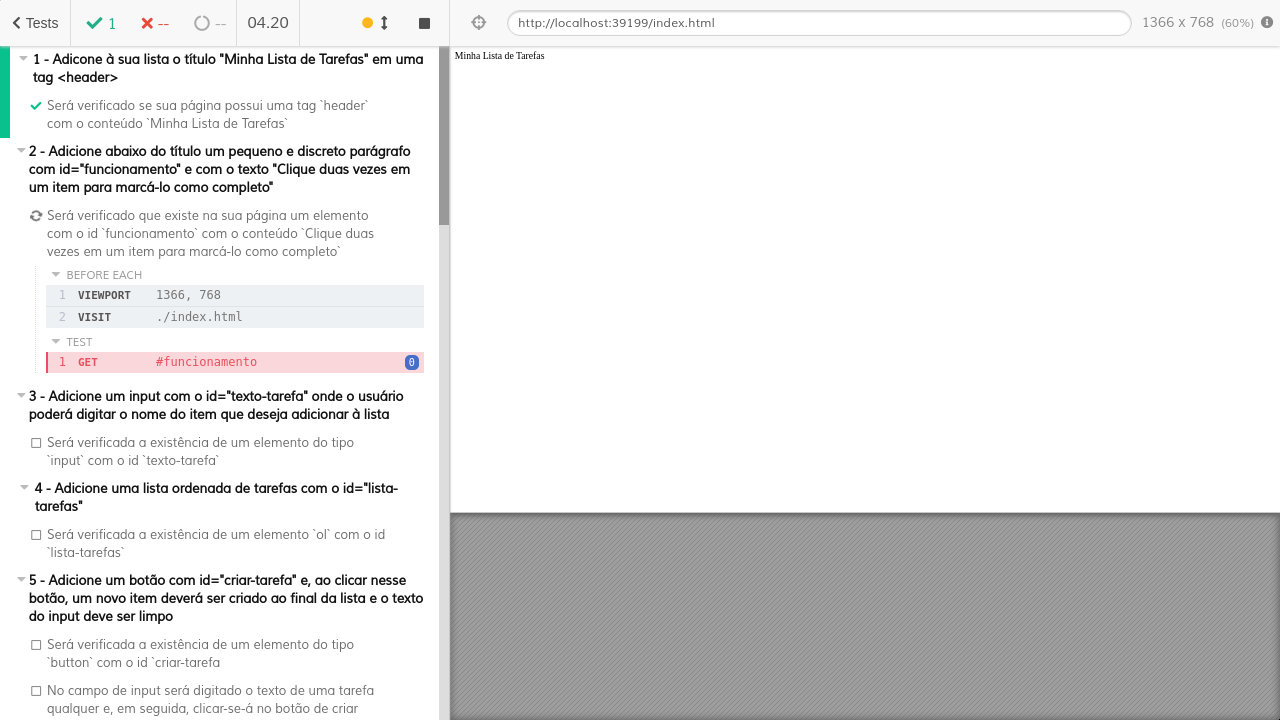 Tests
1
--
--
04.20
http://localhost:39199/index.html
1366 x 768 (60%)
1 - Adicone à sua lista o título "Minha Lista de Tarefas" em uma
tag <header>
Será verificado se sua página possui uma tag `header`
com o conteúdo `Minha Lista de Tarefas`
2 - Adicione abaixo do título um pequeno e discreto parágrafo
com id="funcionamento" e com o texto "Clique duas vezes em
um item para marcá-lo como completo"
Será verificado que existe na sua página um elemento
com o id `funcionamento` com o conteúdo `Clique duas
vezes em um item para marcá-lo como completo`
BEFORE EACH
1 VIEWPORT 1366, 768
2 VISIT ./index.html
TEST
1 GET #funcionamento 0
3 - Adicione um input com o id="texto-tarefa" onde o usuário
poderá digitar o nome do item que deseja adicionar à lista
Será verificada a existência de um elemento do tipo
`input` com o id `texto-tarefa`
4 - Adicione uma lista ordenada de tarefas com o id="lista-
tarefas"
Será verificada a existência de um elemento `ol` com o id
`lista-tarefas`
5 - Adicione um botão com id="criar-tarefa" e, ao clicar nesse
botão, um novo item deverá ser criado ao final da lista e o texto
do input deve ser limpo
Será verificada a existência de um elemento do tipo
`button` com o id `criar-tarefa
No campo de input será digitado o texto de uma tarefa
qualquer e, em seguida, clicar-se-á no botão de criar
Minha Lista de Tarefas